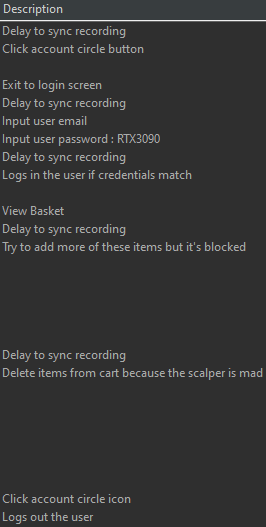 Description
Delay to sync recording
Click account circle button
Exit to login screen
Delay to sync recording
Input user email
Input user password : RTX3090
Delay to sync recording
Logs in the user if credentials match
View Basket
Delay to sync recording
Try to add more of these items but it's blocked
Delay to sync recording
Delete items from cart because the scalper is mad
Click account circle icon
Logs out the user